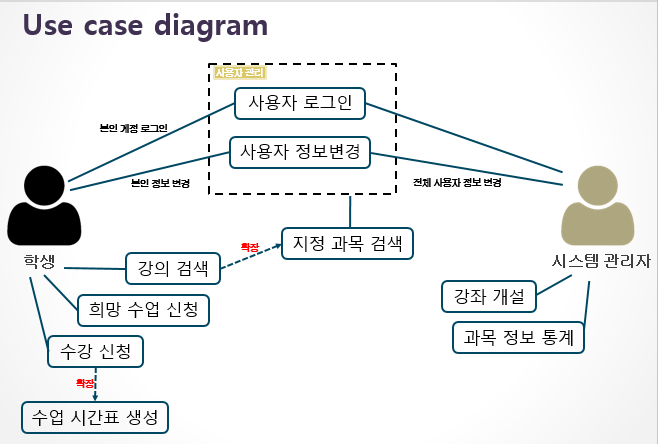 Use case diagram
사용자 관리
사용자 로그인
본인 계정 로그인
사용자 정보변경
본인 정보 변경
전체 사용자 정보 변경
학생
시스템 관리자
확장
지정 과목 검색
강의 검색
희망 수업 신청
강좌 개설
과목 정보 통계
수강 신청
확장
수업 시간표 생성